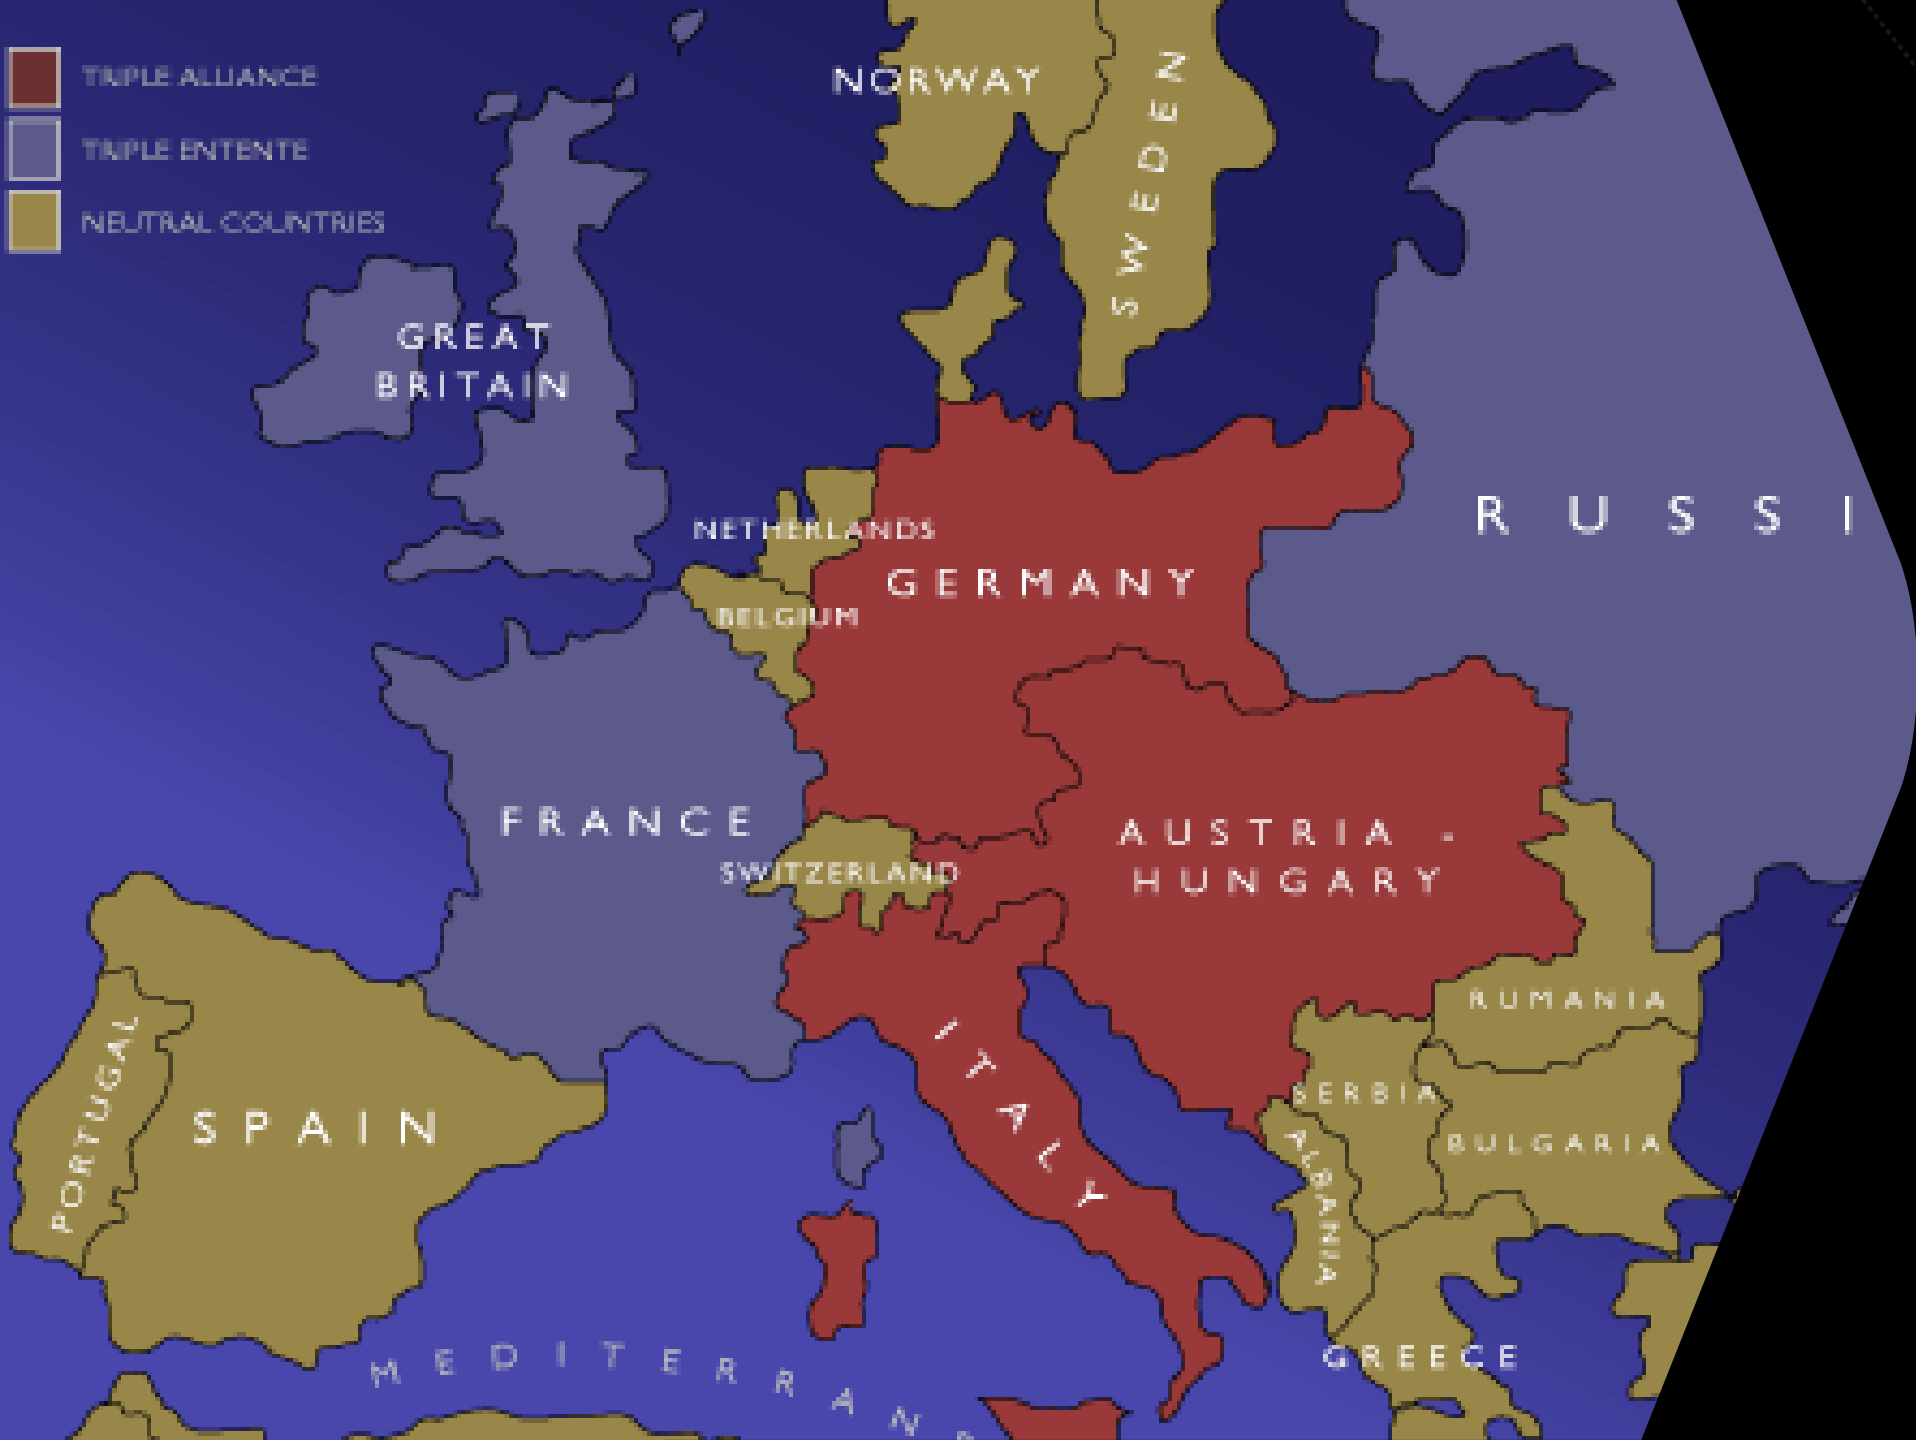 TRIPLE ALLIANCE
TRIPLE ENTENTE
NEUTRAL COUNTRIES
NORWAY
SWEDEN
GREAT
BRITAIN
NETHERLANDS
GERMANY
BELGIUM
RUSSI
FRANCE
SWITZERLAND
AUSTRIA -
HUNGARY
ITALY
RUMANIA
SERBIA
BULGARIA
ALBANIA
PORTUGAL
SPAIN
GREECE
MEDITERRAN